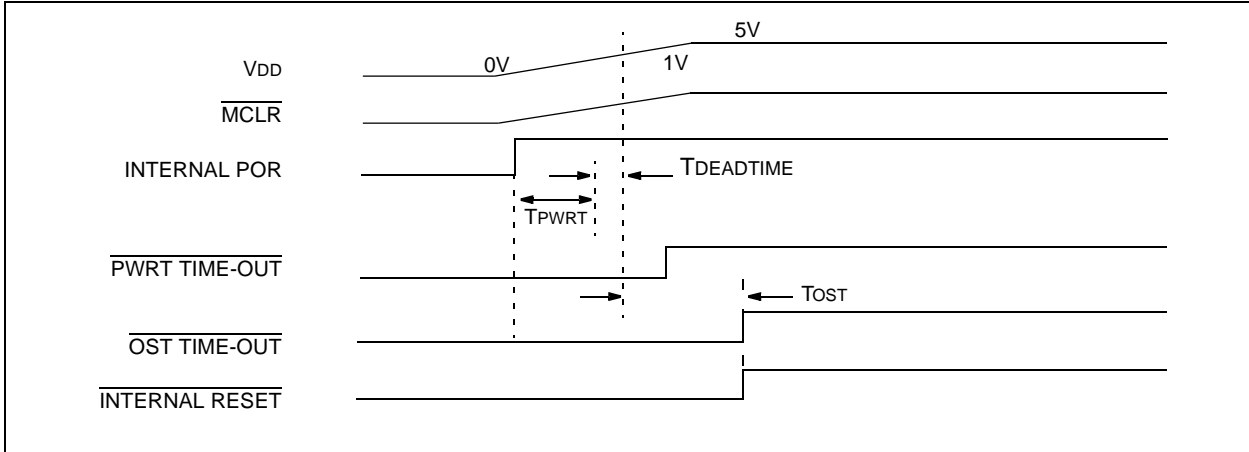 5V
VDD 0V 1V
MCLR
INTERNAL POR
TDEADTIME
TPWRT
PWRT TIME-OUT
TOST
OST TIME-OUT
INTERNAL RESET